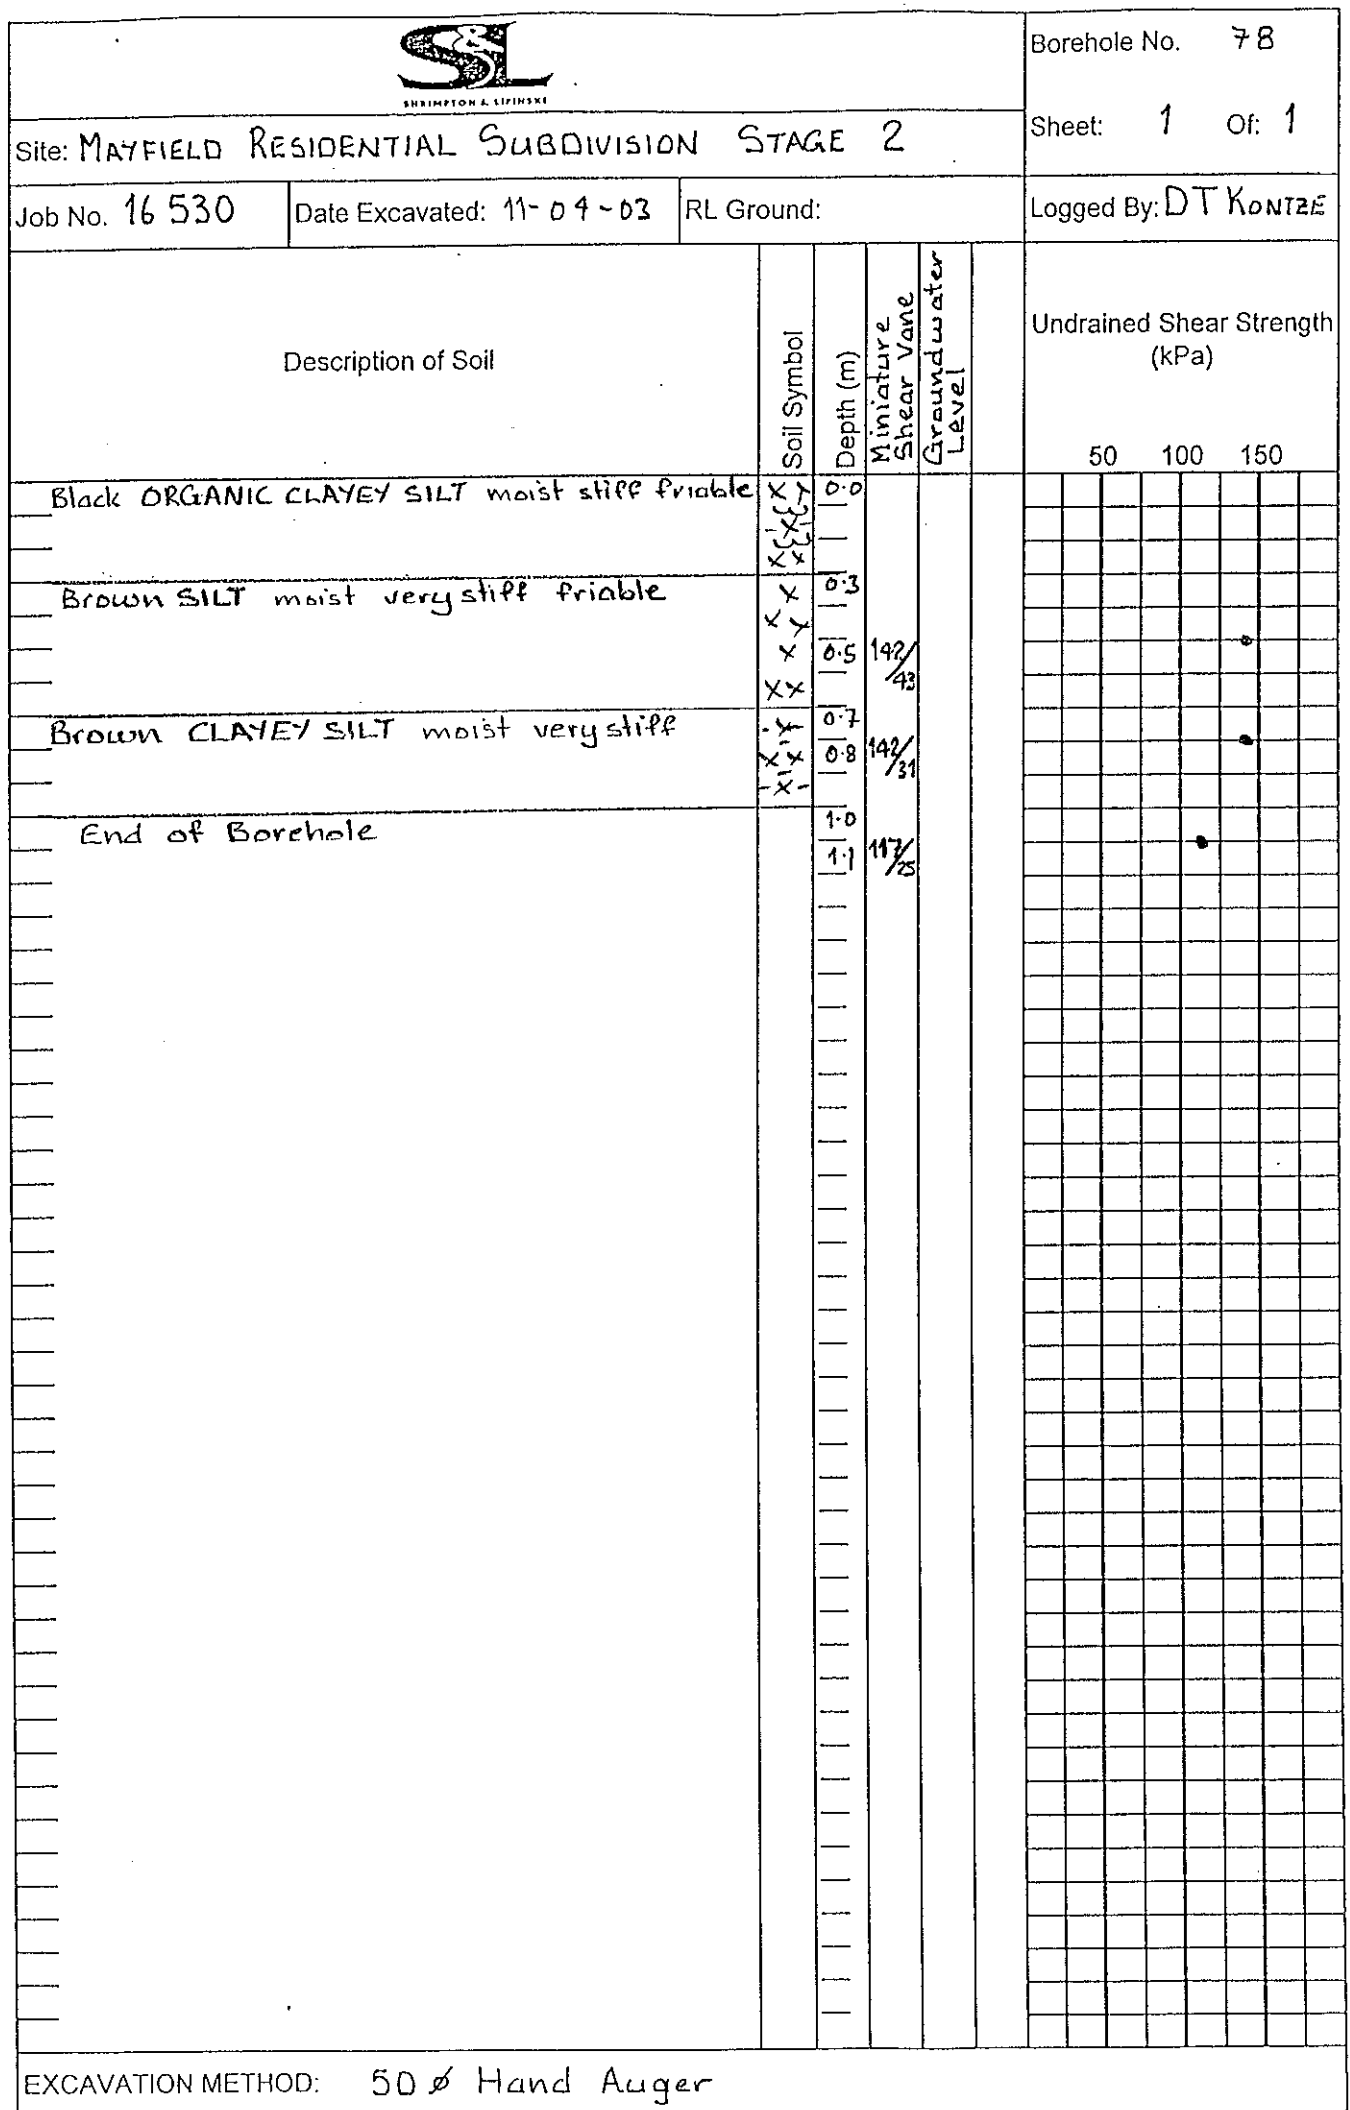 S&L
SHRIMPTON & LIPINSKI
Borehole No. 78
Sheet: 1 Of: 1
Site: MAYFIELD RESIDENTIAL SUBDIVISION STAGE 2
Job No. 16 530 Date Excavated: 11-04-03 RL Ground: Logged By: DT KONTZE
Description of Soil Soil Symbol Depth (m) Miniature Shear Vane Groundwater Level Undrained Shear Strength (kPa)
50 100 150
Black ORGANIC CLAYEY SILT moist stiff friable 0.0
Brown SILT moist very stiff friable 0.3
0.5 142/43
Brown CLAYEY SILT moist very stiff 0.7
0.8 142/31
End of Borehole 1.0
1.1 117/25
EXCAVATION METHOD: 50 ø Hand Auger